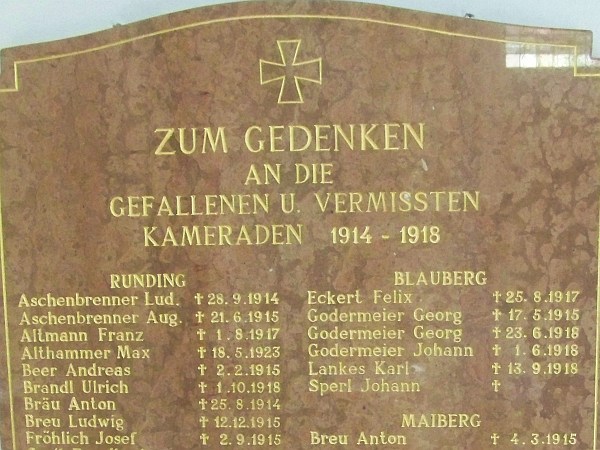 ZUM GEDENKEN
AN DIE
GEFALLENEN U. VERMISSTEN
KAMERADEN 1914 - 1918
RUNDING
Aschenbrenner Lud. † 28. 9. 1914
Aschenbrenner Aug. † 21. 6. 1915
Altmann Franz † 1. 8. 1917
Althammer Max † 18. 5. 1923
Beer Andreas † 2. 2. 1915
Brandl Ulrich † 1. 10. 1918
Bräu Anton † 25. 8. 1914
Breu Ludwig † 12. 12. 1915
Fröhlich Josef † 2. 9. 1915
BLAUBERG
Eckert Felix † 25. 8. 1917
Godermeier Georg † 17. 5. 1915
Godermeier Georg † 23. 6. 1918
Godermeier Johann † 1. 6. 1918
Lankes Karl † 13. 9. 1918
Sperl Johann †
MAIBERG
Breu Anton † 4. 3. 1915